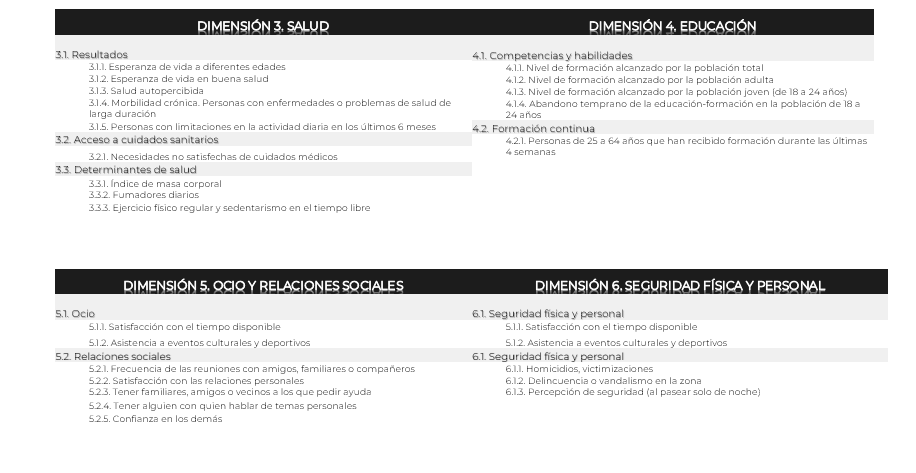 DIMENSIÓN 3. SALUD
3.1. Resultados
3.1.1. Esperanza de vida a diferentes edades
3.1.2. Esperanza de vida en buena salud
3.1.3. Salud autopercibida
3.1.4. Morbilidad crónica. Personas con enfermedades o problemas de salud de
larga duración
3.1.5. Personas con limitaciones en la actividad diaria en los últimos 6 meses
3.2. Acceso a cuidados sanitarios
3.2.1. Necesidades no satisfechas de cuidados médicos
3.3. Determinantes de salud
3.3.1. Índice de masa corporal
3.3.2. Fumadores diarios
3.3.3. Ejercicio físico regular y sedentarismo en el tiempo libre
DIMENSIÓN 4. EDUCACIÓN
4.1. Competencias y habilidades
4.1.1. Nivel de formación alcanzado por la población total
4.1.2. Nivel de formación alcanzado por la población adulta
4.1.3. Nivel de formación alcanzado por la población joven (de 18 a 24 años)
4.1.4. Abandono temprano de la educación-formación en la población de 18 a
24 años
4.2. Formación continua
4.2.1. Personas de 25 a 64 años que han recibido formación durante las últimas
4 semanas
DIMENSIÓN 5. OCIO Y RELACIONES SOCIALES
5.1. Ocio
5.1.1. Satisfacción con el tiempo disponible
5.1.2. Asistencia a eventos culturales y deportivos
5.2. Relaciones sociales
5.2.1. Frecuencia de las reuniones con amigos, familiares o compañeros
5.2.2. Satisfacción con las relaciones personales
5.2.3. Tener familiares, amigos o vecinos a los que pedir ayuda
5.2.4. Tener alguien con quien hablar de temas personales
5.2.5. Confianza en los demás
DIMENSIÓN 6. SEGURIDAD FÍSICA Y PERSONAL
6.1. Seguridad física y personal
5.1.1. Satisfacción con el tiempo disponible
5.1.2. Asistencia a eventos culturales y deportivos
6.1. Seguridad física y personal
6.1.1. Homicidios, victimizaciones
6.1.2. Delincuencia o vandalismo en la zona
6.1.3. Percepción de seguridad (al pasear solo de noche)